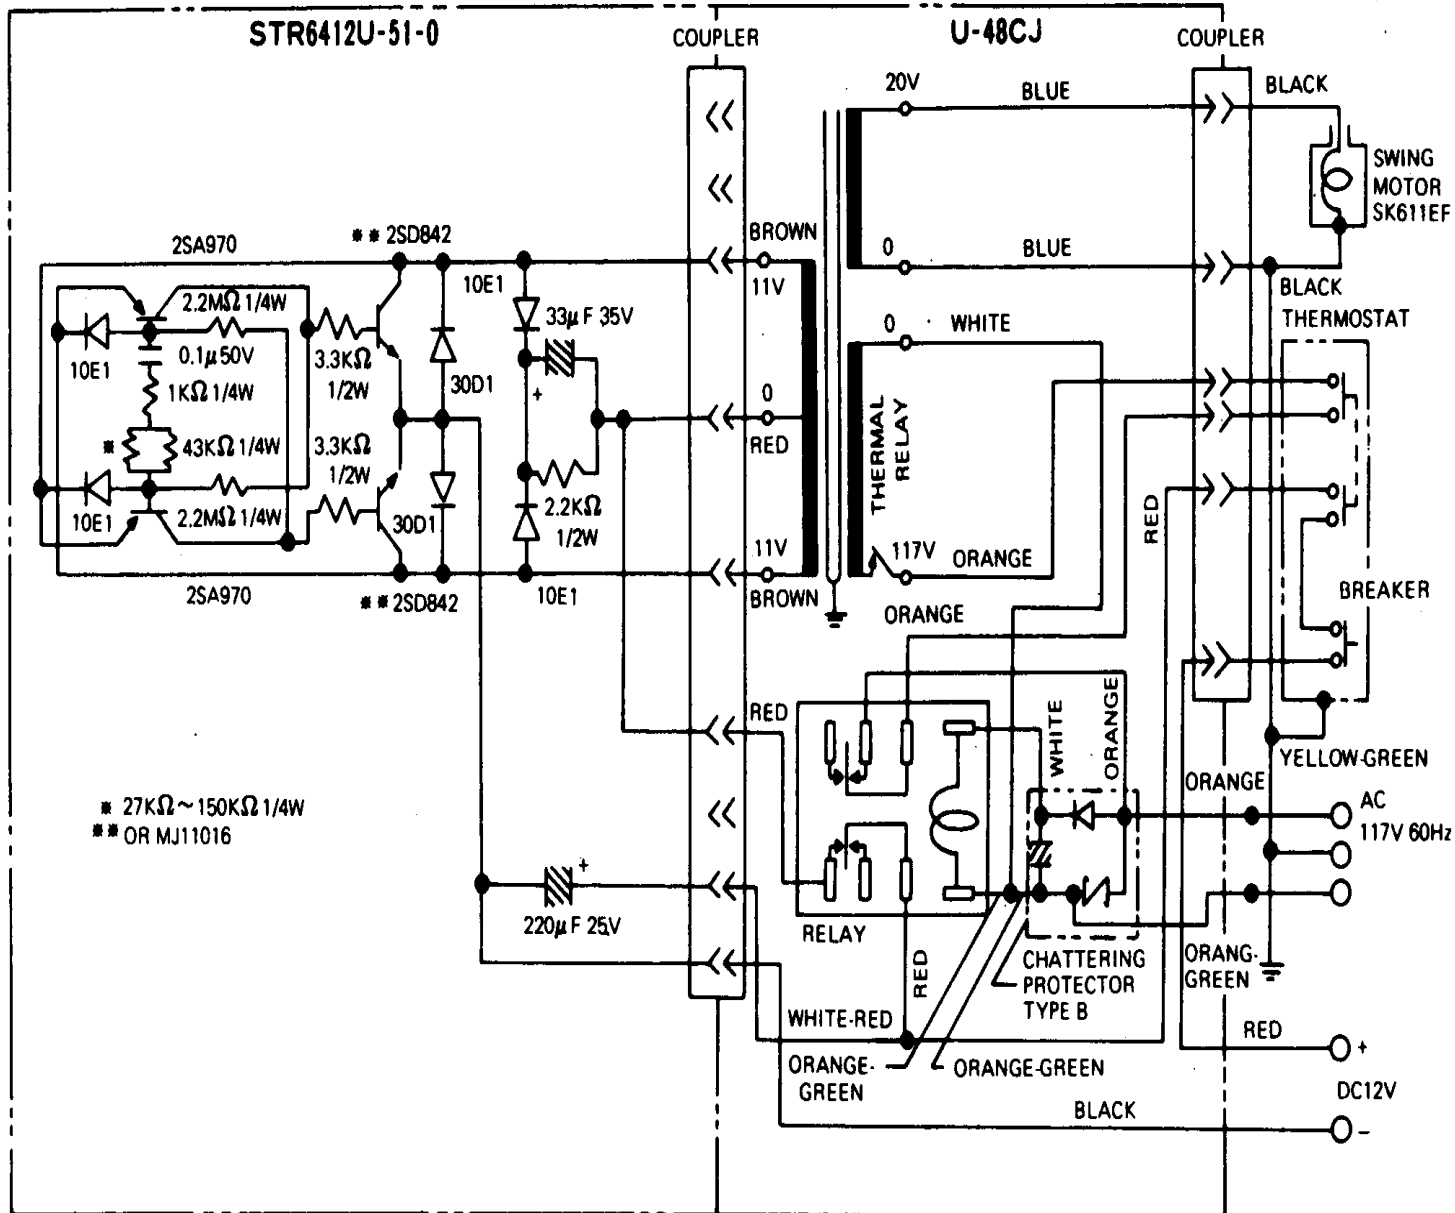 STR6412U-51-0
COUPLER
U-48CJ
COUPLER
20V
BLUE
BLACK
SWING
MOTOR
SK611EF
2SA970
** 2SD842
BROWN
0
BLUE
10E1
11V
BLACK
2.2MΩ 1/4W
33μF 35V
0
WHITE
THERMOSTAT
10E1
0.1μ50V
3.3KΩ
1/2W
30D1
+
1KΩ 1/4W
0
RED
THERMAL
RELAY
* 43KΩ 1/4W
3.3KΩ
1/2W
10E1
2.2MΩ 1/4W
30D1
2.2KΩ
1/2W
RED
11V
117V
ORANGE
2SA970
** 2SD842
10E1
BROWN
ORANGE
BREAKER
RED
WHITE
ORANGE
ORANGE
YELLOW-GREEN
AC
117V 60Hz
* 27KΩ~150KΩ 1/4W
** OR MJ11016
+
220μF 25V
RELAY
RED
CHATTERING
PROTECTOR
TYPE B
ORANG-
GREEN
WHITE-RED
RED
+
ORANGE-
GREEN
ORANGE-GREEN
DC12V
BLACK
-